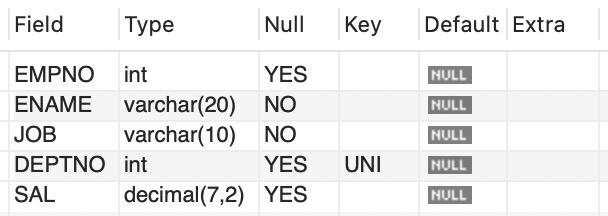 Field Type Null Key Default Extra
EMPNO int YES NULL
ENAME varchar(20) NO NULL
JOB varchar(10) NO NULL
DEPTNO int YES UNI NULL
SAL decimal(7,2) YES NULL